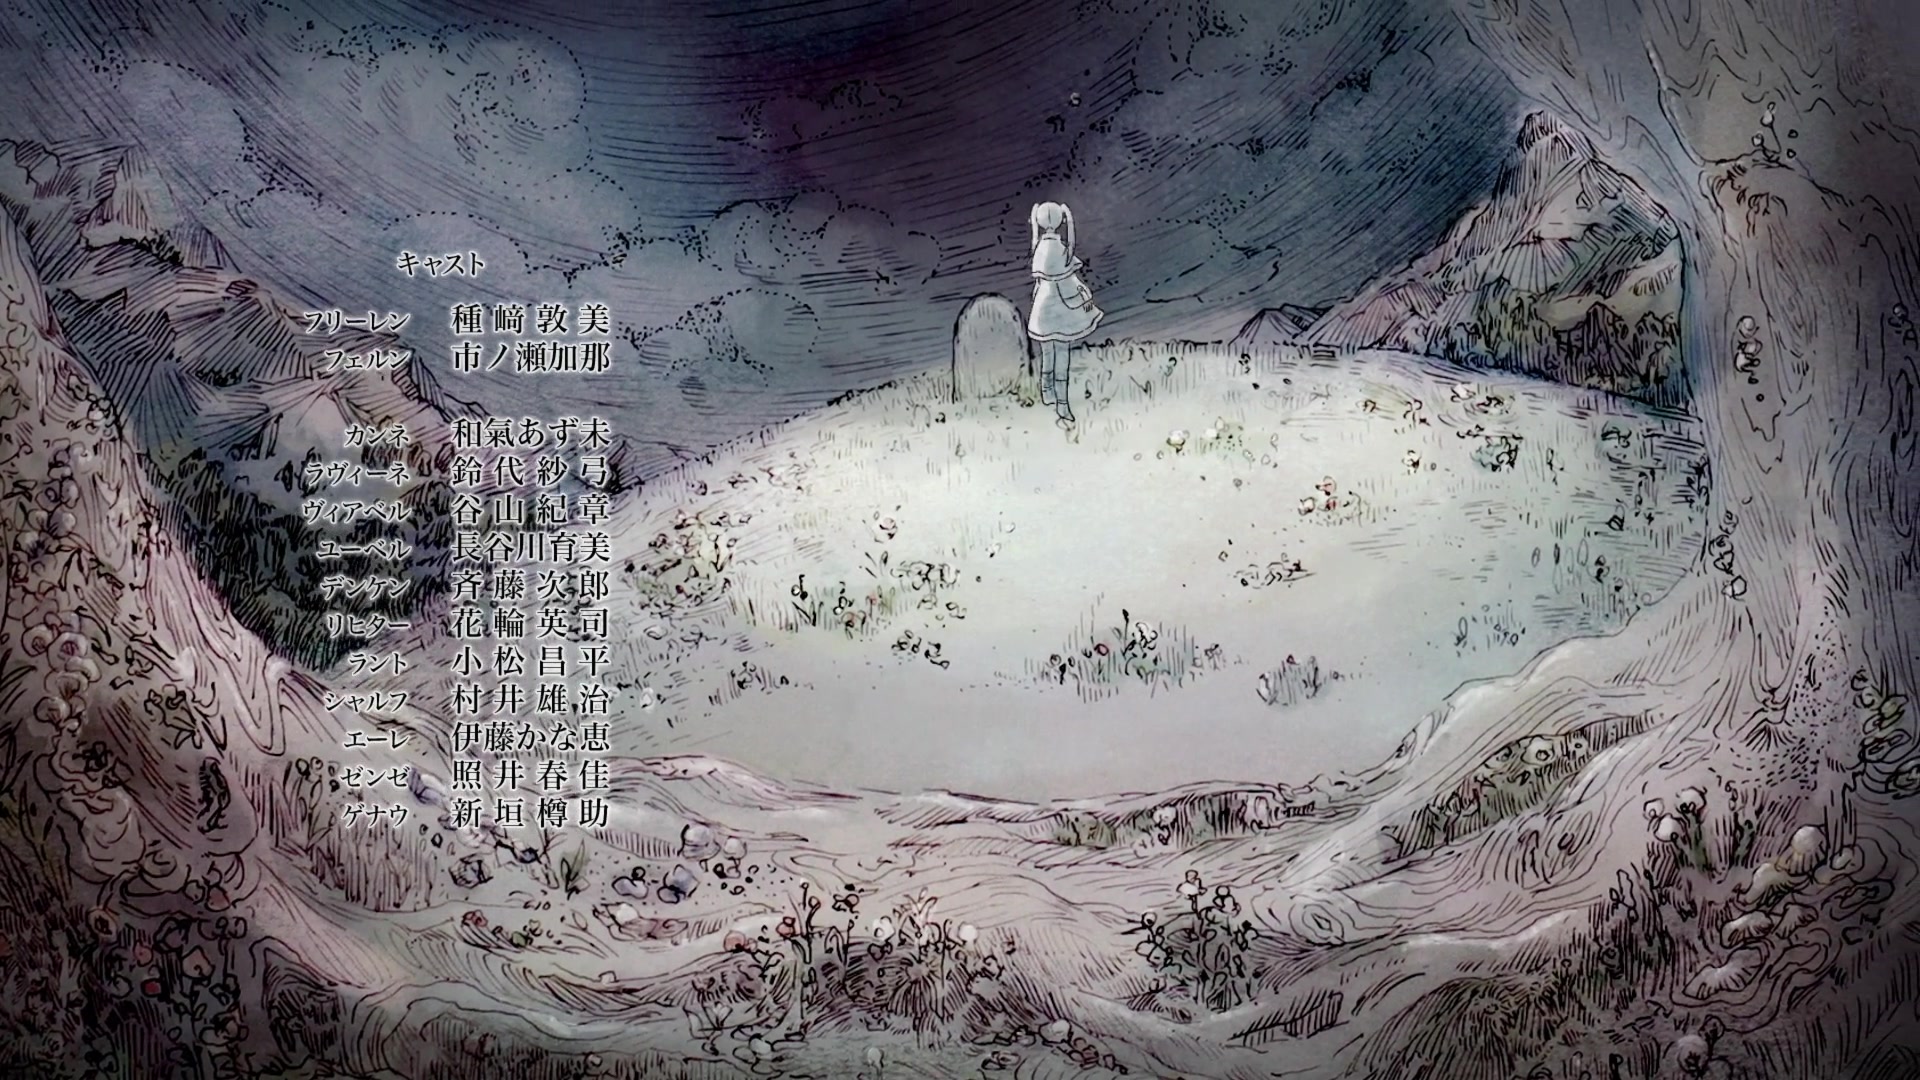 キャスト
フリーレン 種﨑敦美
フェルン 市ノ瀬加那
カンネ 和氣あず未
ラヴィーネ 鈴代紗弓
ヴィアベル 谷山紀章
ユーベル 長谷川育美
デンケン 斉藤次郎
リヒター 花輪英司
ラント 小松昌平
シャルフ 村井雄治
エーレ 伊藤かな恵
ゼンゼ 照井春佳
ゲナウ 新垣樽助